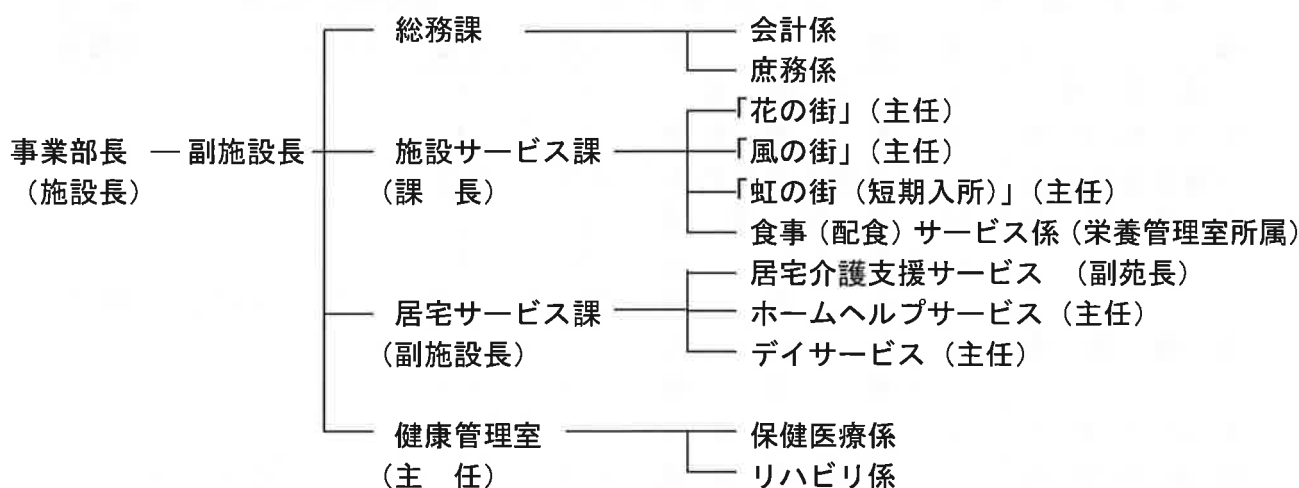 総務課 会計係
庶務係
「花の街」（主任）
事業部長 ― 副施設長 施設サービス課 「風の街」（主任）
（施設長） （課　長） 「虹の街（短期入所）」（主任）
食事（配食）サービス係（栄養管理室所属）
居宅介護支援サービス （副苑長）
居宅サービス課 ホームヘルプサービス（主任）
（副施設長） デイサービス（主任）
健康管理室 保健医療係
（主　任） リハビリ係